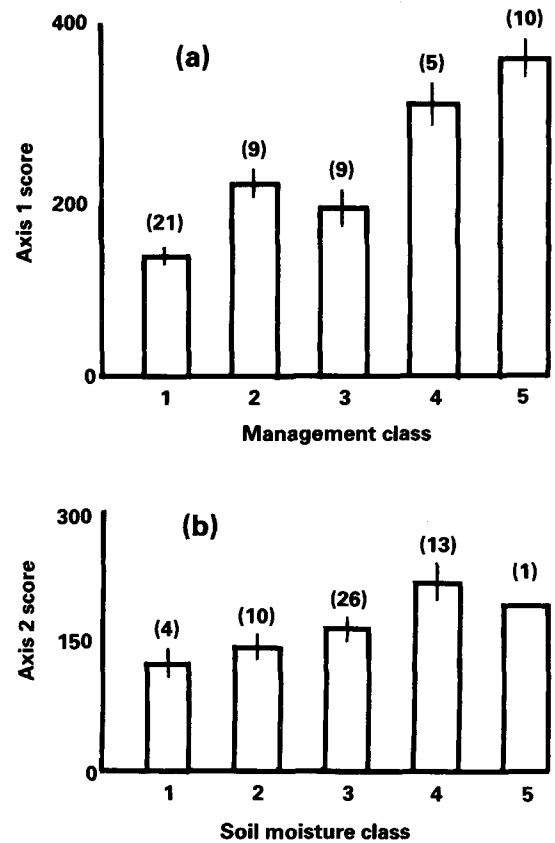 400
(a)
(10)
(5)
(9)
(9)
(21)
200
0
Axis 1 score
1 2 3 4 5
Management class
300
(b)
(13)
(1)
(26)
(10)
(4)
150
0
Axis 2 score
1 2 3 4 5
Soil moisture class